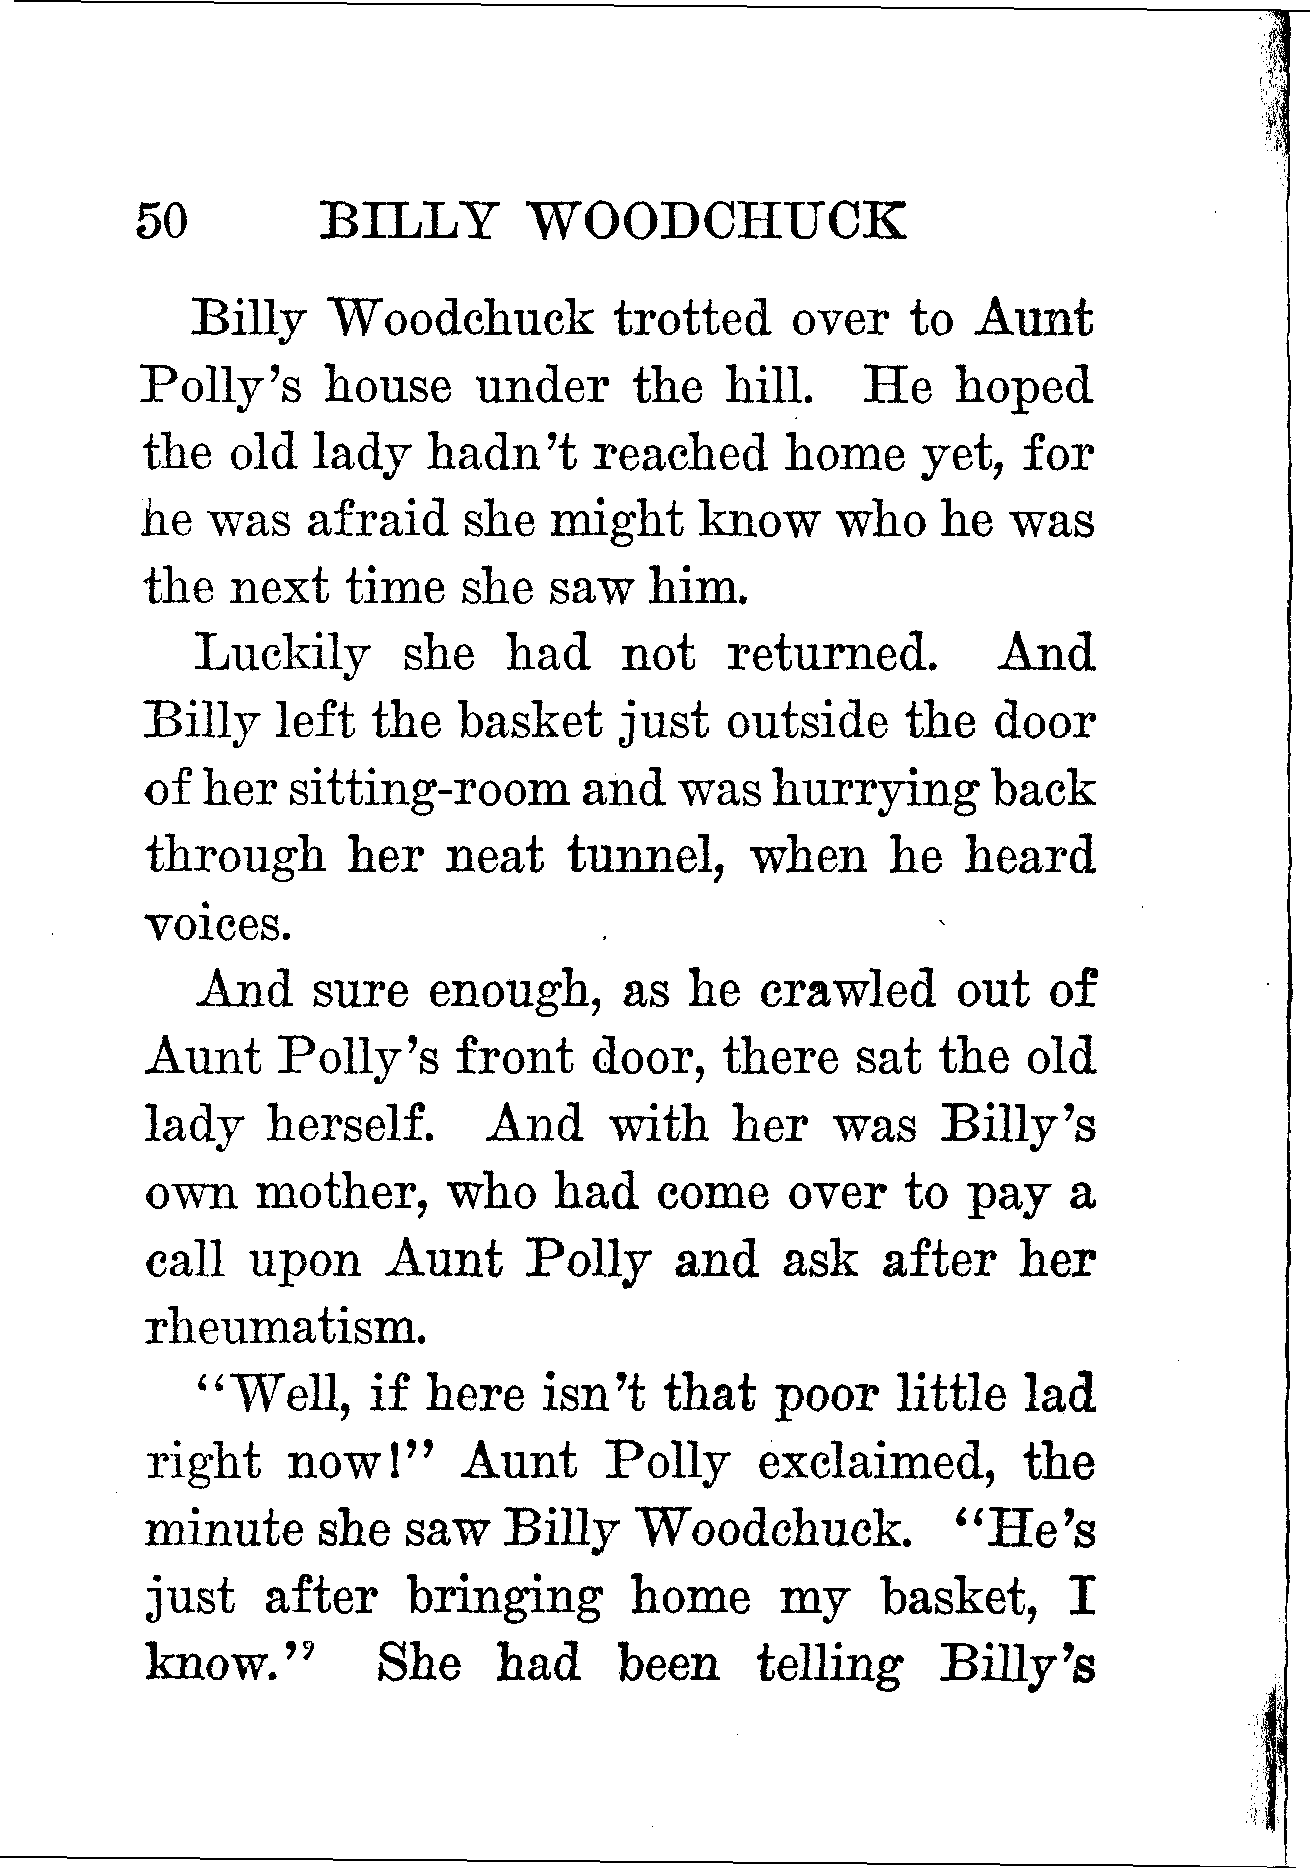 50 BILLY WOODCHUCK
Billy Woodchuck trotted over to Aunt
Polly's house under the hill. He hoped
the old lady hadn't reached home yet, for
he was afraid she might know who he was
the next time she saw him.
Luckily she had not returned. And
Billy left the basket just outside the door
of her sitting-room and was hurrying back
through her neat tunnel, when he heard
voices.
And sure enough, as he crawled out of
Aunt Polly's front door, there sat the old
lady herself. And with her was Billy's
own mother, who had come over to pay a
call upon Aunt Polly and ask after her
rheumatism.
"Well, if here isn't that poor little lad
right now!" Aunt Polly exclaimed, the
minute she saw Billy Woodchuck. "He's
just after bringing home my basket, I
know." She had been telling Billy's